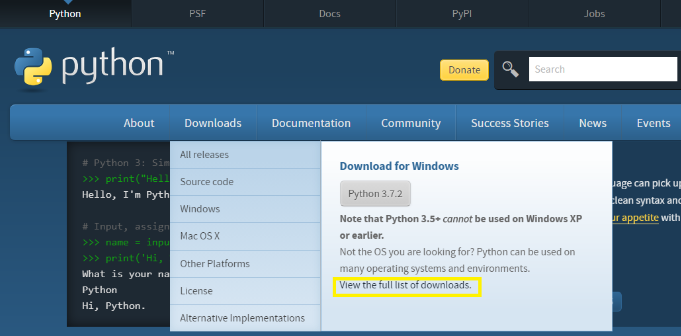 Python
PSF
Docs
PyPI
Jobs
python™
Donate
Search
About
Downloads
Documentation
Community
Success Stories
News
Events
All releases
Source code
Windows
Mac OS X
Other Platforms
License
Alternative Implementations
Download for Windows
Python 3.7.2
Note that Python 3.5+ cannot be used on Windows XP
or earlier.
Not the OS you are looking for? Python can be used on
many operating systems and environments.
View the full list of downloads.
# Python 3: Sim
>>> print("Hell
Hello, I'm Pyth
# Input, assign
>>> name = inpu
>>> print('Hi,
What is your na
Python
Hi, Python.
guage can pick up
clean syntax and
ur appetite with